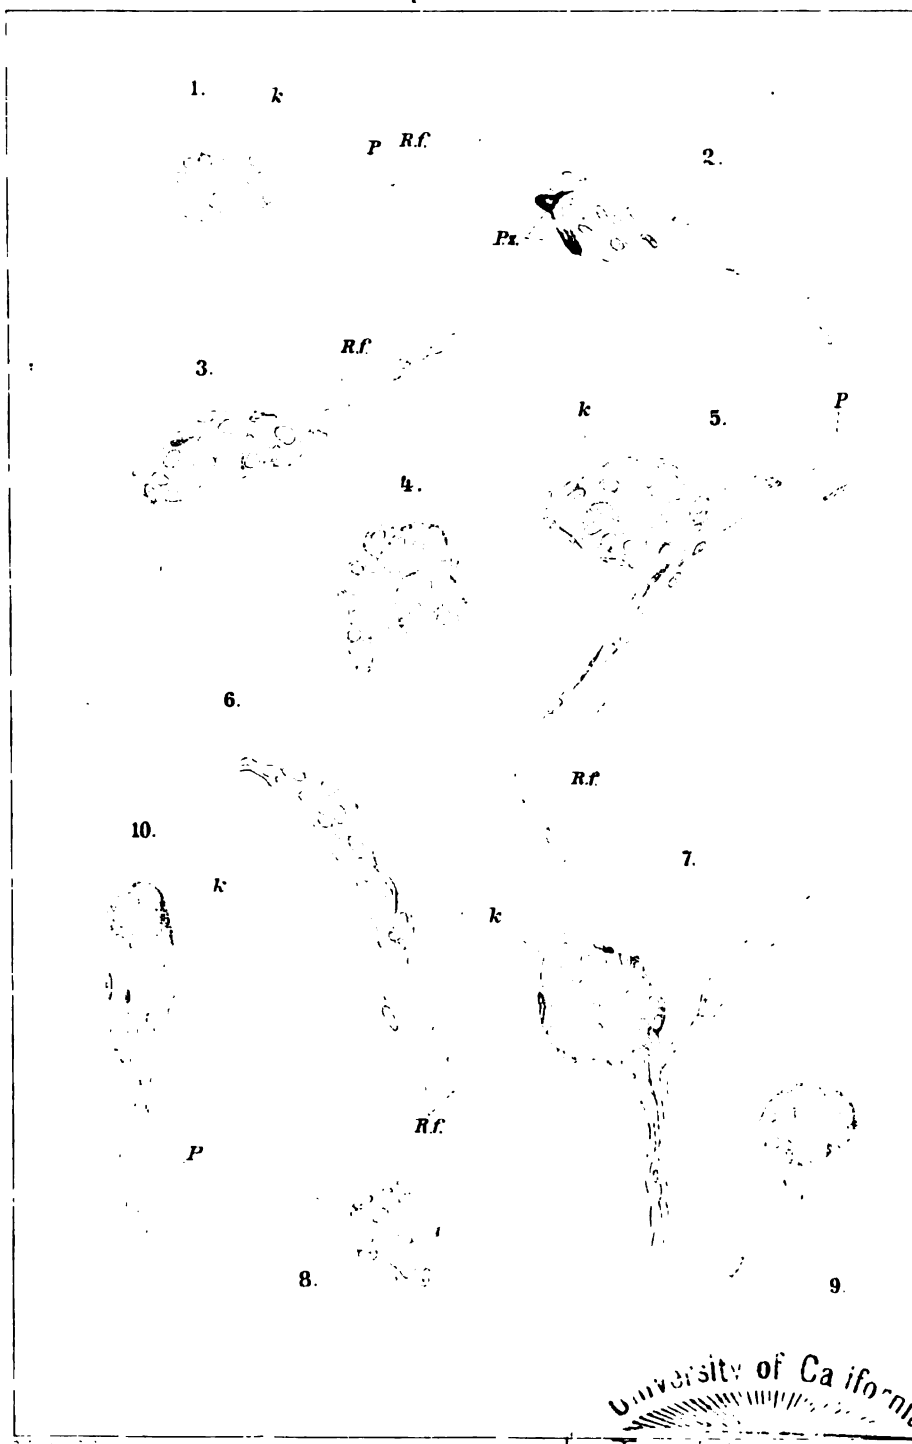 1.
k
P R.f.
2.
Pz.
R.f.
3.
P
k
5.
4.
6.
R.f.
10.
7.
k
k
R.f.
P
8.
9.
University of California